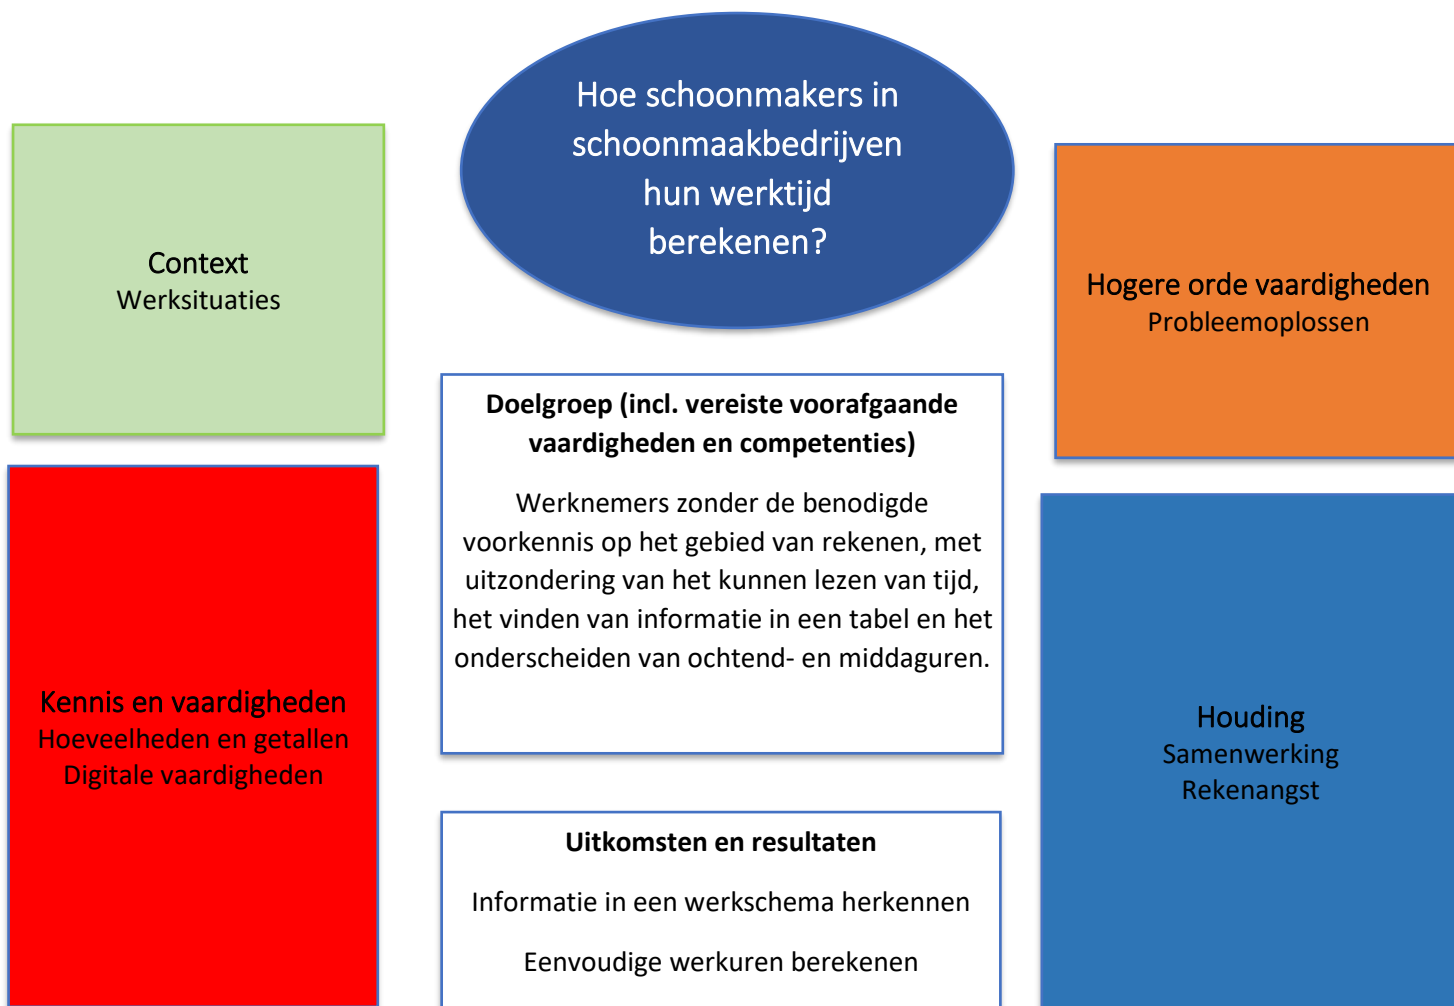 Hoe schoonmakers in
schoonmaakbedrijven
hun werktijd
berekenen?
Context
Werksituaties
Hogere orde vaardigheden
Probleemoplossen
Doelgroep (incl. vereiste voorafgaande
vaardigheden en competenties)
Werknemers zonder de benodigde
voorkennis op het gebied van rekenen, met
uitzondering van het kunnen lezen van tijd,
het vinden van informatie in een tabel en het
onderscheiden van ochtend- en middaguren.
Kennis en vaardigheden
Hoeveelheden en getallen
Digitale vaardigheden
Houding
Samenwerking
Rekenangst
Uitkomsten en resultaten
Informatie in een werkschema herkennen
Eenvoudige werkuren berekenen